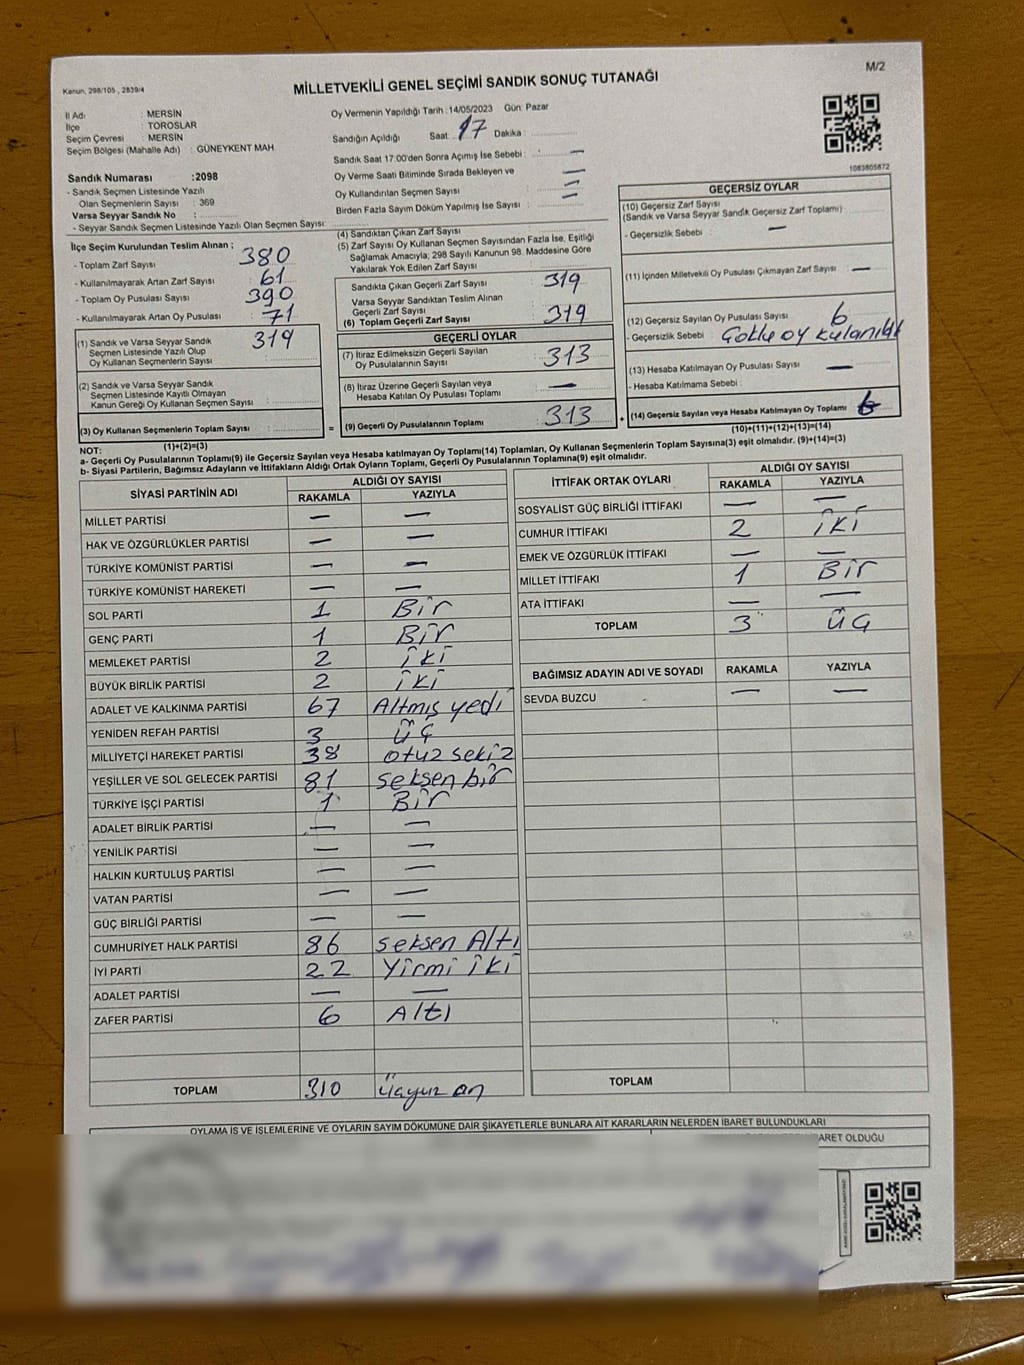 M/2
Kanun, 298/105 , 2839/4
MİLLETVEKİLİ GENEL SEÇİMİ SANDIK SONUÇ TUTANAĞI
İl Adı : MERSİN
İlçe : TOROSLAR
Seçim Çevresi : MERSİN
Seçim Bölgesi (Mahalle Adı) : GÜNEYKENT MAH.
Sandık Numarası :2098
- Sandık Seçmen Listesinde Yazılı
Olan Seçmenlerin Sayısı : 369
Varsa Seyyar Sandık No :
- Seyyar Sandık Seçmen Listesinde Yazılı Olan Seçmen Sayısı :
Oy Vermenin Yapıldığı Tarih :14/05/2023 Gün: Pazar
Sandığın Açıldığı Saat: 17 Dakika :
Sandık Saat 17:00'den Sonra Açımış İse Sebebi : —
Oy Verme Saati Bitiminde Sırada Bekleyen ve
Oy Kullandırılan Seçmen Sayısı : —
Birden Fazla Sayım Döküm Yapılmış İse Sayısı : —
1083805872
İlçe Seçim Kurulundan Teslim Alınan ;
- Toplam Zarf Sayısı : 380
- Kullanılmayarak Artan Zarf Sayısı : 61
- Toplam Oy Pusulası Sayısı : 390
- Kullanılmayarak Artan Oy Pusulası : 71
(1) Sandık ve Varsa Seyyar Sandık
Seçmen Listesinde Yazılı Olup
Oy Kullanan Seçmenlerin Sayısı : 319
(2) Sandık ve Varsa Seyyar Sandık
Seçmen Listesinde Kayıtlı Olmayan
Kanun Gereği Oy Kullanan Seçmen Sayısı :
(3) Oy Kullanan Seçmenlerin Toplam Sayısı :
(1)+(2)=(3)
(4) Sandıktan Çıkan Zarf Sayısı :
(5) Zarf Sayısı Oy Kullanan Seçmen Sayısından Fazla İse, Eşitliği
Sağlamak Amacıyla; 298 Sayılı Kanunun 98. Maddesine Göre
Yakılarak Yok Edilen Zarf Sayısı :
Sandıkta Çıkan Geçerli Zarf Sayısı : 319
Varsa Seyyar Sandıktan Teslim Alınan
Geçerli Zarf Sayısı :
(6) Toplam Geçerli Zarf Sayısı : 319
GEÇERLİ OYLAR
(7) İtiraz Edilmeksizin Geçerli Sayılan
Oy Pusulalarının Sayısı : 313
(8) İtiraz Üzerine Geçerli Sayılan veya
Hesaba Katılan Oy Pusulası Toplamı : —
= (9) Geçerli Oy Pusulalarının Toplamı : 313 +
GEÇERSİZ OYLAR
(10) Geçersiz Zarf Sayısı
(Sandık ve Varsa Seyyar Sandık Geçersiz Zarf Toplamı) :
- Geçersizlik Sebebi : —
(11) İçinden Milletvekili Oy Pusulası Çıkmayan Zarf Sayısı : —
(12) Geçersiz Sayılan Oy Pusulası Sayısı : 6
- Geçersizlik Sebebi :
(13) Hesaba Katılmayan Oy Pusulası Sayısı : —
- Hesaba Katılmama Sebebi :
(14) Geçersiz Sayılan veya Hesaba Katılmayan Oy Toplamı : 6
(10)+(11)+(12)+(13)=(14)
NOT:
a- Geçerli Oy Pusulalarının Toplamı(9) ile Geçersiz Sayılan veya Hesaba katılmayan Oy Toplamı(14) Toplamları, Oy Kullanan Seçmenlerin Toplam Sayısına(3) eşit olmalıdır. (9)+(14)=(3)
b- Siyasi Partilerin, Bağımsız Adayların ve İttifakların Aldığı Ortak Oyların Toplamı, Geçerli Oy Pusulalarının Toplamına(9) eşit olmalıdır.
SİYASİ PARTİNİN ADI ALDIĞI OY SAYISI
RAKAMLA YAZIYLA
MİLLET PARTİSİ — —
HAK VE ÖZGÜRLÜKLER PARTİSİ — —
TÜRKİYE KOMÜNİST PARTİSİ — —
TÜRKİYE KOMÜNİST HAREKETİ — —
SOL PARTİ 1 Bir
GENÇ PARTİ 1 Bir
MEMLEKET PARTİSİ 2 iki
BÜYÜK BİRLİK PARTİSİ 2 iki
ADALET VE KALKINMA PARTİSİ 67 Altmış yedi
YENİDEN REFAH PARTİSİ 3 üç
MİLLİYETÇİ HAREKET PARTİSİ 38 otuz sekiz
YEŞİLLER VE SOL GELECEK PARTİSİ 81 seksen bir
TÜRKİYE İŞÇİ PARTİSİ 1 Bir
ADALET BİRLİK PARTİSİ — —
YENİLİK PARTİSİ — —
HALKIN KURTULUŞ PARTİSİ — —
VATAN PARTİSİ — —
GÜÇ BİRLİĞİ PARTİSİ — —
CUMHURİYET HALK PARTİSİ 86 seksen Altı
İYİ PARTİ 22 Yirmi iki
ADALET PARTİSİ — —
ZAFER PARTİSİ 6 Altı
TOPLAM 310
İTTİFAK ORTAK OYLARI ALDIĞI OY SAYISI
RAKAMLA YAZIYLA
SOSYALİST GÜÇ BİRLİĞİ İTTİFAKI — —
CUMHUR İTTİFAKI 2 iki
EMEK VE ÖZGÜRLÜK İTTİFAKI — —
MİLLET İTTİFAKI 1 Bir
ATA İTTİFAKI — —
TOPLAM 3 üç
BAĞIMSIZ ADAYIN ADI VE SOYADI RAKAMLA YAZIYLA
SEVDA BUZCU — —
TOPLAM
OYLAMA İŞ VE İŞLEMLERİNE VE OYLARIN SAYIM DÖKÜMÜNE DAİR ŞİKAYETLERLE BUNLARA AİT KARARLARIN NELERDEN İBARET BULUNDUKLARI
BARET OLDUĞU